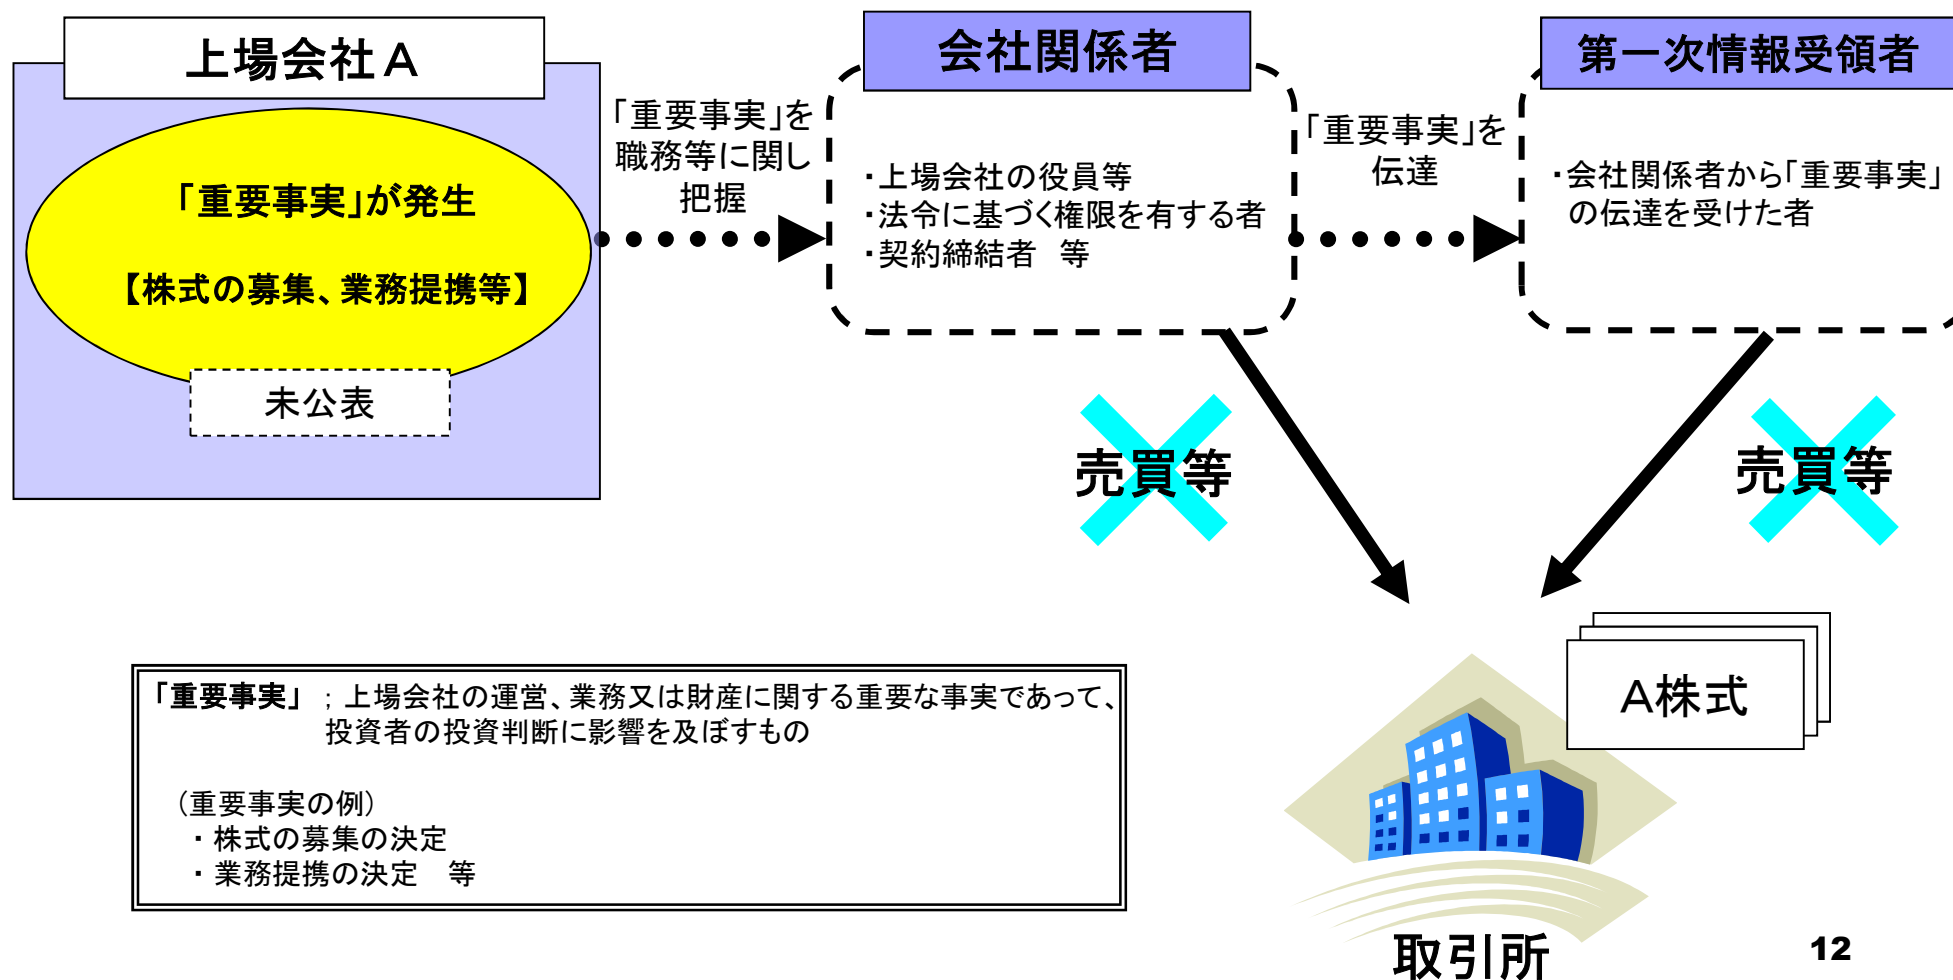 上場会社A
「重要事実」が発生
【株式の募集、業務提携等】
未公表
「重要事実」を
職務等に関し
把握
会社関係者
・上場会社の役員等
・法令に基づく権限を有する者
・契約締結者　等
「重要事実」を
伝達
第一次情報受領者
・会社関係者から「重要事実」
の伝達を受けた者
売買等
売買等
「重要事実」；上場会社の運営、業務又は財産に関する重要な事実であって、
投資者の投資判断に影響を及ぼすもの
（重要事実の例）
・株式の募集の決定
・業務提携の決定　等
A株式
取引所
12